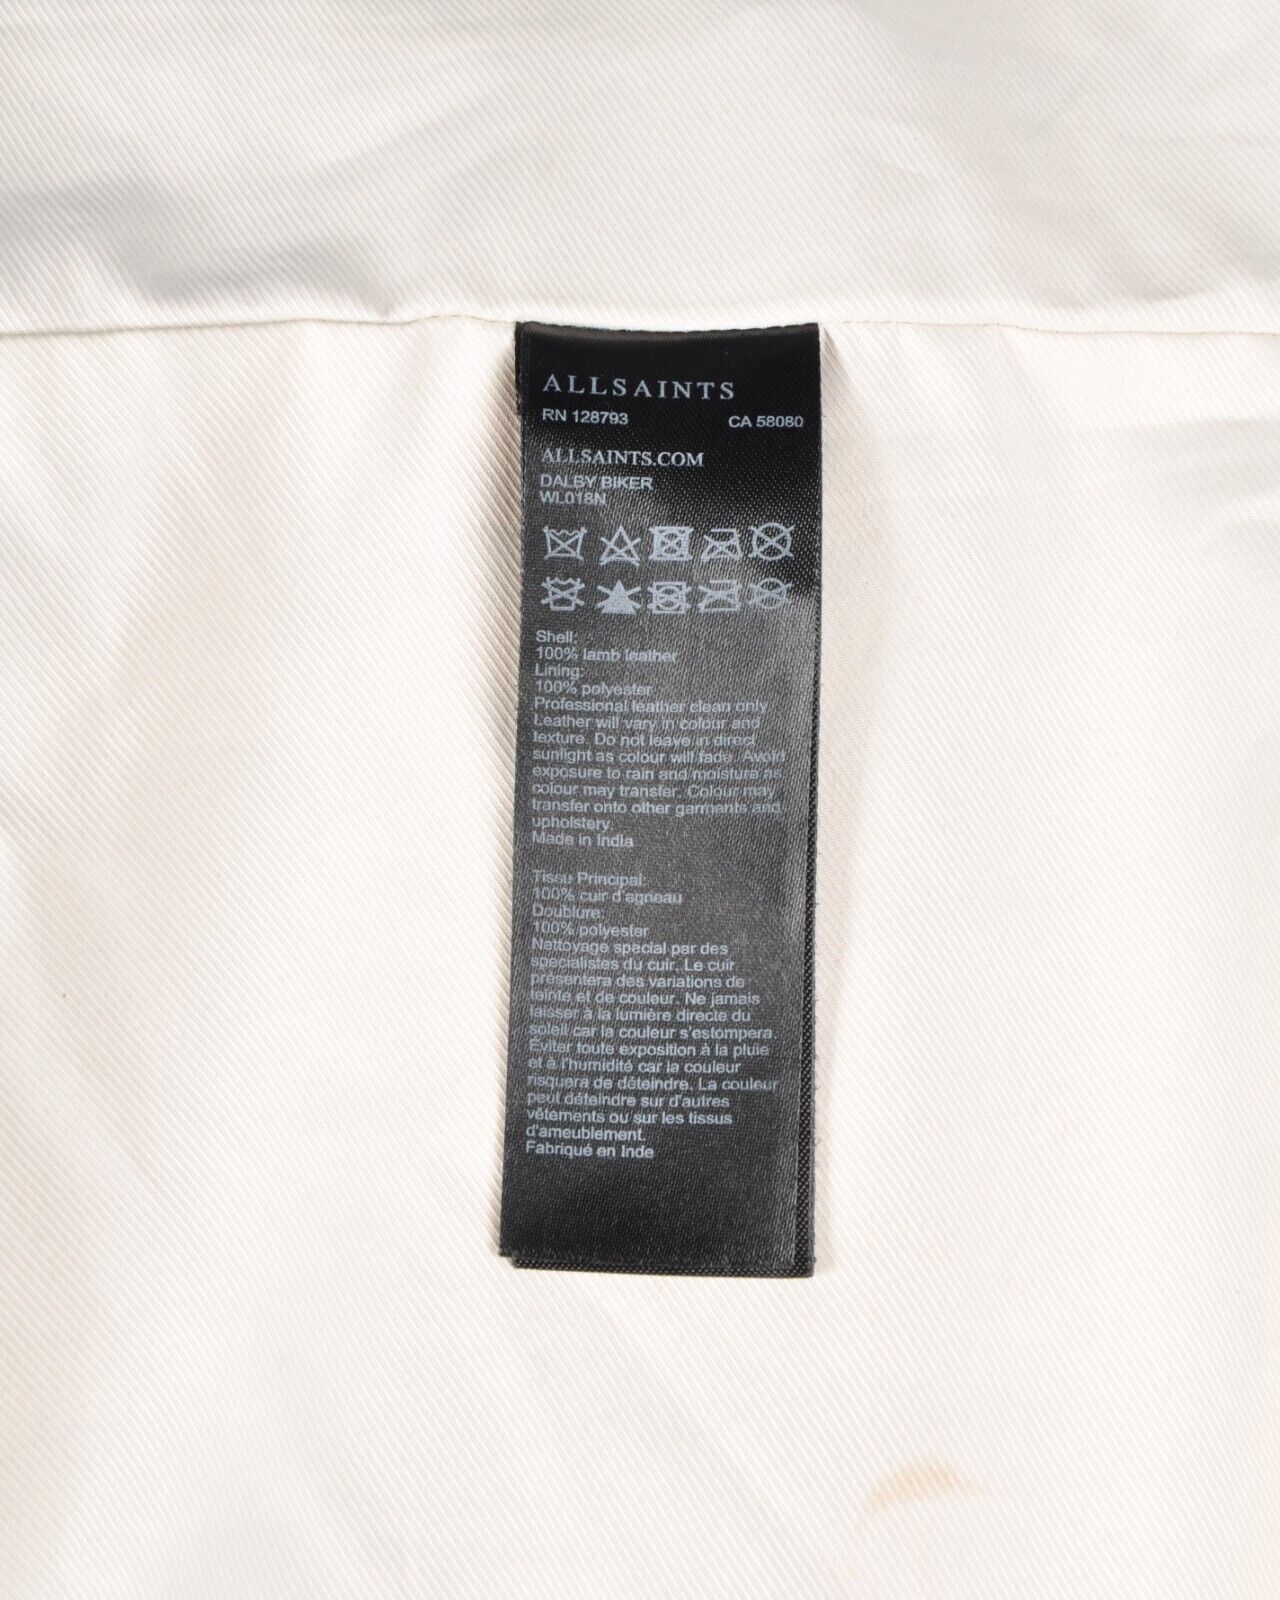 ALLSAINTS
RN 128793 CA 58080
ALLSAINTS.COM
DALBY BIKER
WL018N
Shell:
100% lamb leather
Lining:
100% polyester
Professional leather clean only
Leather will vary in colour and
texture. Do not leave in direct
sunlight as colour will fade. Avoid
exposure to rain and moisture as
colour may transfer. Colour may
transfer onto other garments and
upholstery.
Made in India
Tissu Principal:
100% cuir d'agneau
Doublure:
100% polyester
Nettoyage special par des
specialistes du cuir. Le cuir
présentera des variations de
teinte et de couleur. Ne jamais
laisser à la lumière directe du
soleil car la couleur s'estompera.
Éviter toute exposition à la pluie
et à l'humidité car la couleur
risquera de déteindre. La couleur
peut déteindre sur d'autres
vêtements ou sur les tissus
d'ameublement.
Fabriqué en Inde